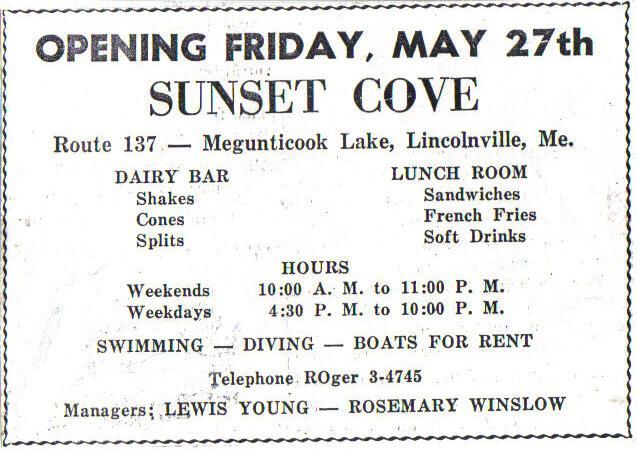 OPENING FRIDAY, MAY 27th
SUNSET COVE
Route 137 — Megunticook Lake, Lincolnville, Me.
DAIRY BAR
Shakes
Cones
Splits
LUNCH ROOM
Sandwiches
French Fries
Soft Drinks
HOURS
Weekends 10:00 A. M. to 11:00 P. M.
Weekdays 4:30 P. M. to 10:00 P. M.
SWIMMING — DIVING — BOATS FOR RENT
Telephone ROger 3-4745
Managers: LEWIS YOUNG — ROSEMARY WINSLOW